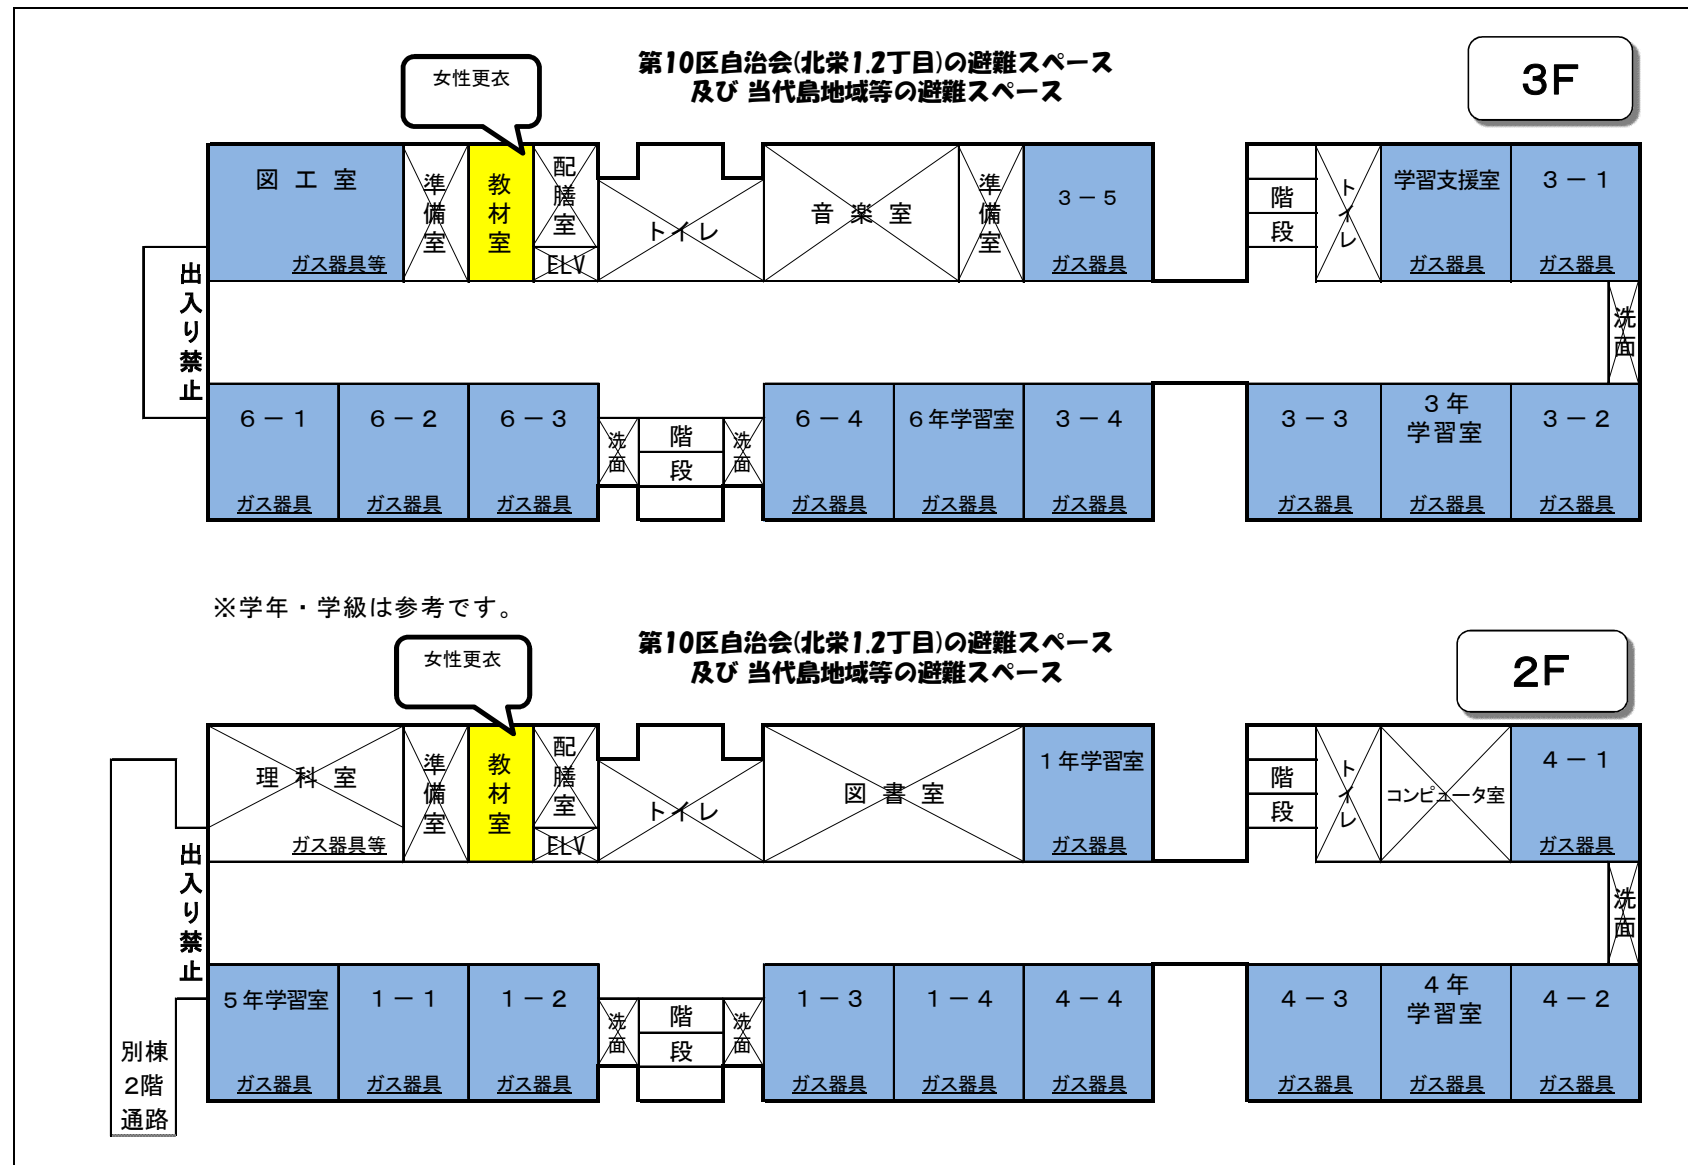 第10区自治会(北栄1.2丁目)の避難スペース
及び 当代島地域等の避難スペース
3F
女性更衣
図 工 室
ガス器具等
準備室
教材室
配膳室
ELV
トイレ
音 楽 室
準備室
3－5
ガス器具
階
段
トイレ
学習支援室
ガス器具
3－1
ガス器具
出入り禁止
洗面
6－1
ガス器具
6－2
ガス器具
6－3
ガス器具
洗面
階
段
洗面
6－4
ガス器具
6年学習室
ガス器具
3－4
ガス器具
3－3
ガス器具
3年
学習室
ガス器具
3－2
ガス器具
※学年・学級は参考です。
第10区自治会(北栄1.2丁目)の避難スペース
及び 当代島地域等の避難スペース
2F
女性更衣
理 科 室
ガス器具等
準備室
教材室
配膳室
ELV
トイレ
図 書 室
1年学習室
ガス器具
階
段
トイレ
コンピュータ室
4－1
ガス器具
出入り禁止
洗面
別棟
2階
通路
5年学習室
ガス器具
1－1
ガス器具
1－2
ガス器具
洗面
階
段
洗面
1－3
ガス器具
1－4
ガス器具
4－4
ガス器具
4－3
ガス器具
4年
学習室
ガス器具
4－2
ガス器具